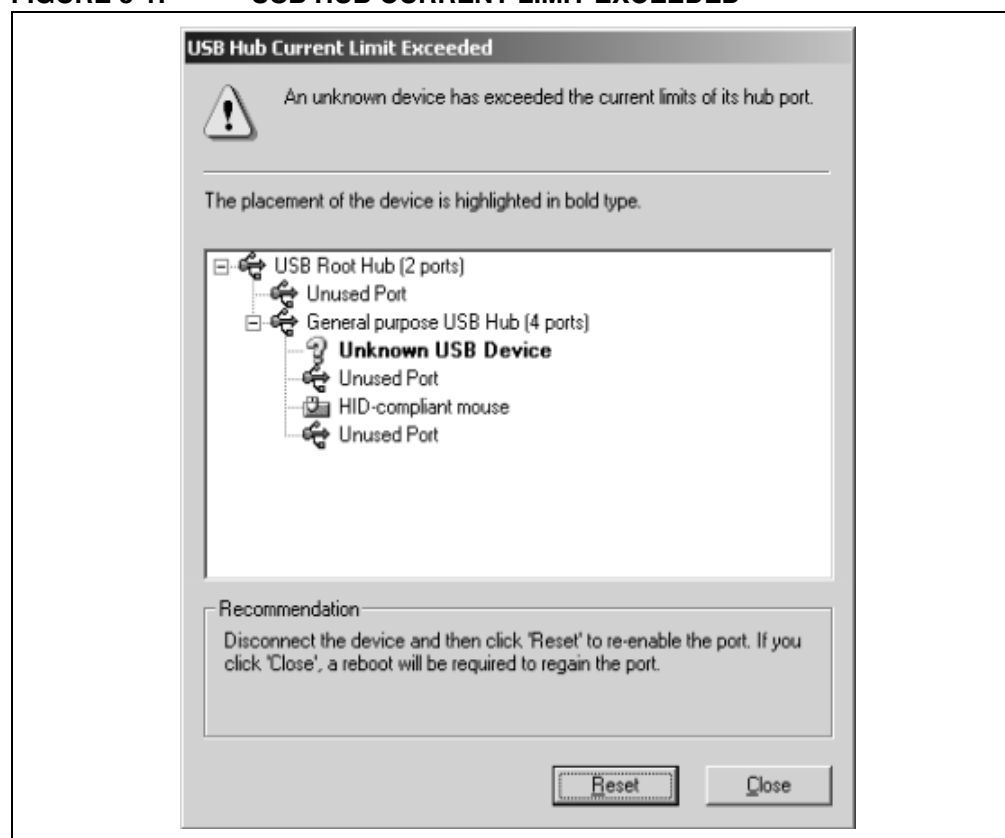 USB Hub Current Limit Exceeded
An unknown device has exceeded the current limits of its hub port.
The placement of the device is highlighted in bold type.
USB Root Hub (2 ports)
Unused Port
General purpose USB Hub (4 ports)
Unknown USB Device
Unused Port
HID-compliant mouse
Unused Port
Recommendation
Disconnect the device and then click 'Reset' to re-enable the port. If you
click 'Close', a reboot will be required to regain the port.
Reset
Close